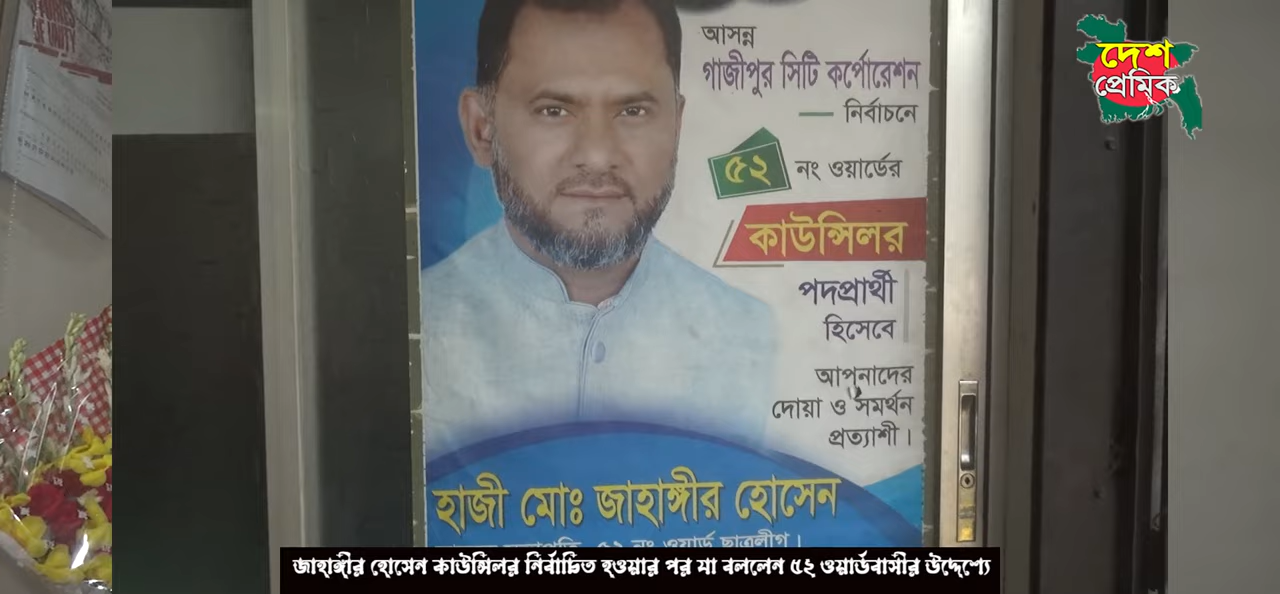 আসন্ন
গাজীপুর সিটি কর্পোরেশন
নির্বাচনে
৫২ নং ওয়ার্ডের
কাউন্সিলর
পদপ্রার্থী
হিসেবে
আপনাদের
দোয়া ও সমর্থন
প্রত্যাশী।
হাজী মোঃ জাহাঙ্গীর হোসেন
৫২ নং ওয়ার্ড ছাত্রলীগ।
দেশ
প্রেমিক
জাহাঙ্গীর হোসেন কাউন্সিলর নির্বাচিত হওয়ার পর যা বললেন ৫২ ওয়ার্ডবাসীর উদ্দেশ্যে